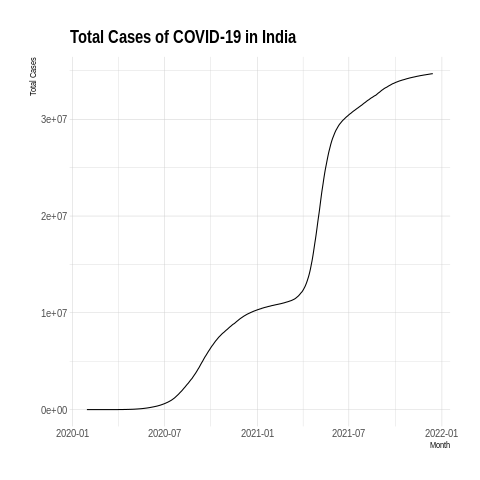 Total Cases of COVID-19 in India
Total Cases
3e+07
2e+07
1e+07
0e+00
2020-01 2020-07 2021-01 2021-07 2022-01
Month